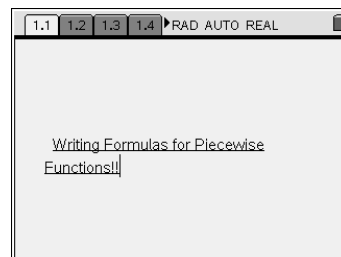 1.1 1.2 1.3 1.4 RAD AUTO REAL
Writing Formulas for Piecewise
Functions!!